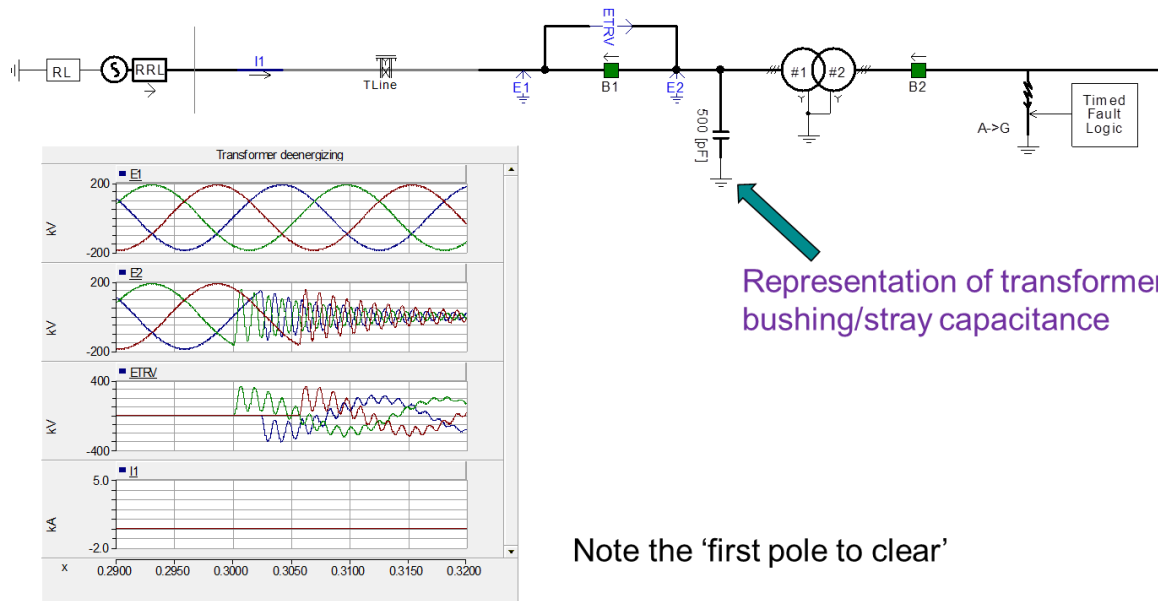 ETRV
RL
RRL
I1
TLine
E1
B1
E2
#1
#2
B2
500 [pF]
A->G
Timed
Fault
Logic
Transformer deenergizing
E1
200
-200
kV
E2
200
-200
kV
ETRV
400
-400
kV
I1
5.0
-2.0
kA
x
0.2900
0.2950
0.3000
0.3050
0.3100
0.3150
0.3200
Representation of transformer
bushing/stray capacitance
Note the ‘first pole to clear’